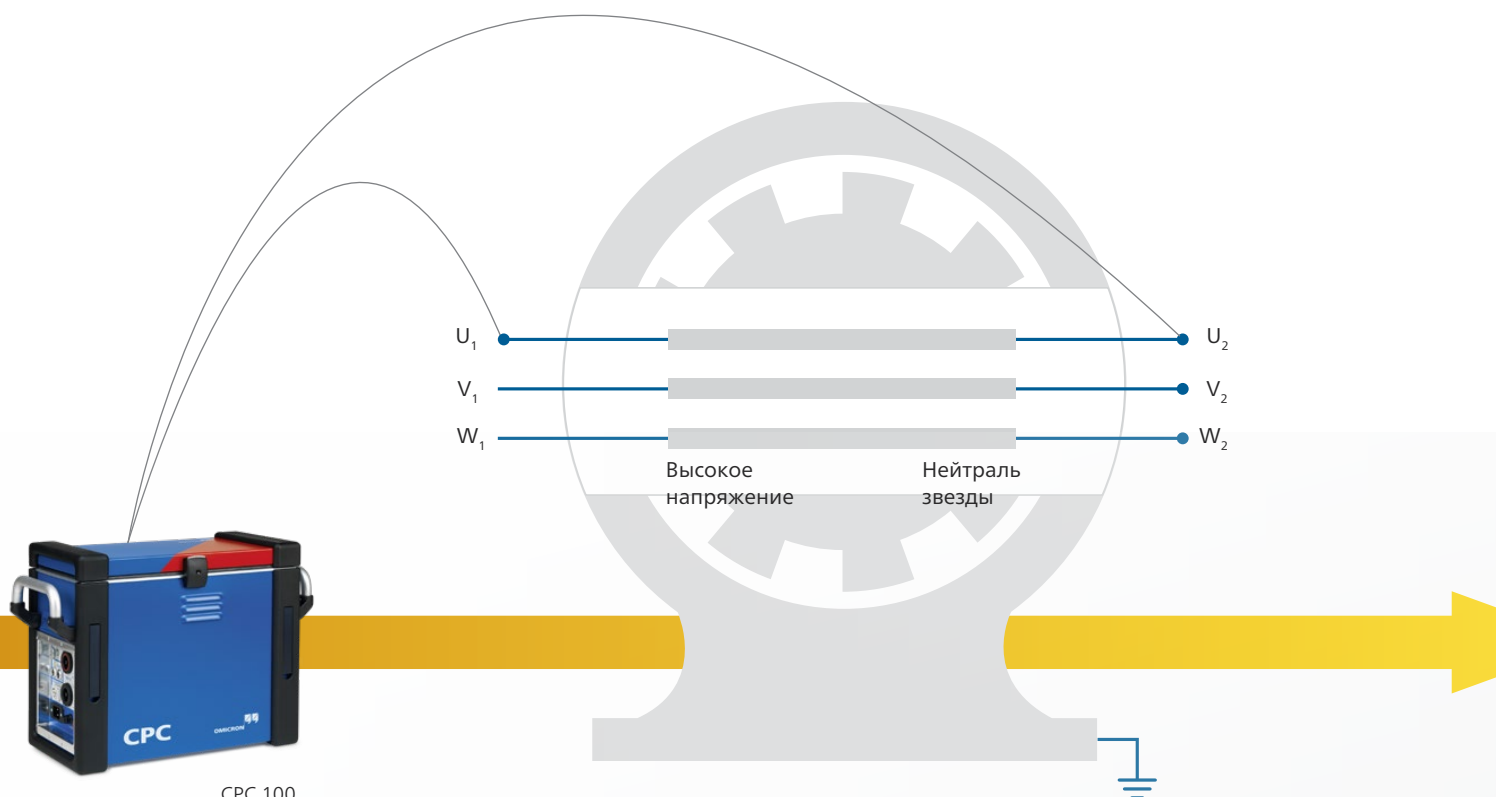 U₁
U₂
V₁
V₂
W₁
W₂
Высокое
напряжение
Нейтраль
звезды
CPC
OMICRON
CPC 100